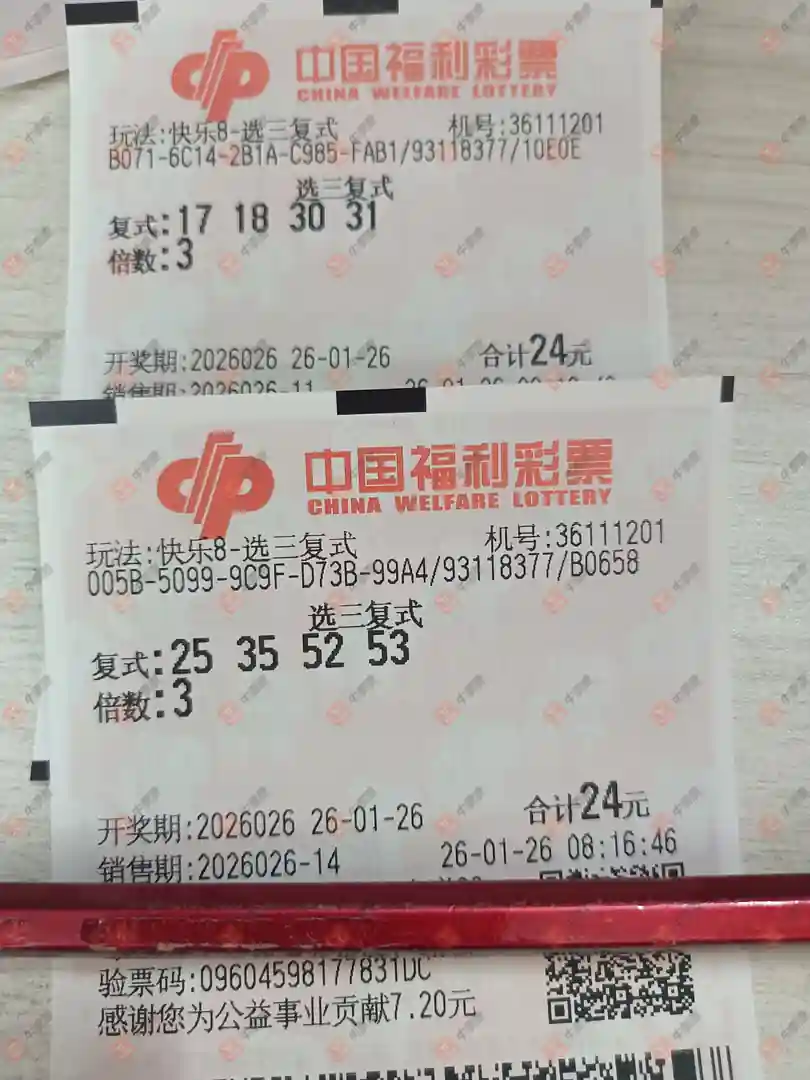 中国福利彩票
CHINA WELFARE LOTTERY
玩法:快乐8-选三复式 机号:36111201
B071-6C14-2B1A-C985-FAB1/93118377/10E0E
选三复式
复式:17 18 30 31
倍数:3
开奖期:2026026 26-01-26 合计24元
销售期:2026026-11
中国福利彩票
CHINA WELFARE LOTTERY
玩法:快乐8-选三复式 机号:36111201
005B-5099-9C9F-D73B-99A4/93118377/B0658
选三复式
复式:25 35 52 53
倍数:3
开奖期:2026026 26-01-26 合计24元
销售期:2026026-14 26-01-26 08:16:46
验票码:09604598177831DC
感谢您为公益事业贡献7.20元